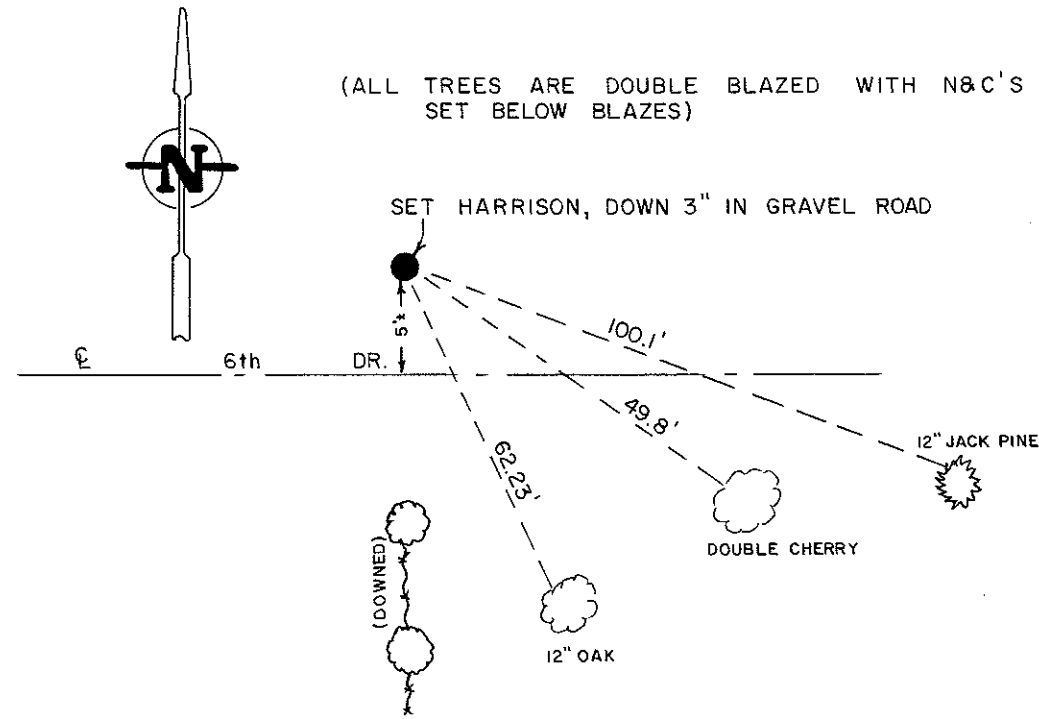 (ALL TREES ARE DOUBLE BLAZED WITH N&C'S
SET BELOW BLAZES)
N
SET HARRISON, DOWN 3" IN GRAVEL ROAD
5'±
100.1'
℄ 6th DR.
49.8'
12" JACK PINE
62.23'
DOUBLE CHERRY
(DOWNED)
12" OAK